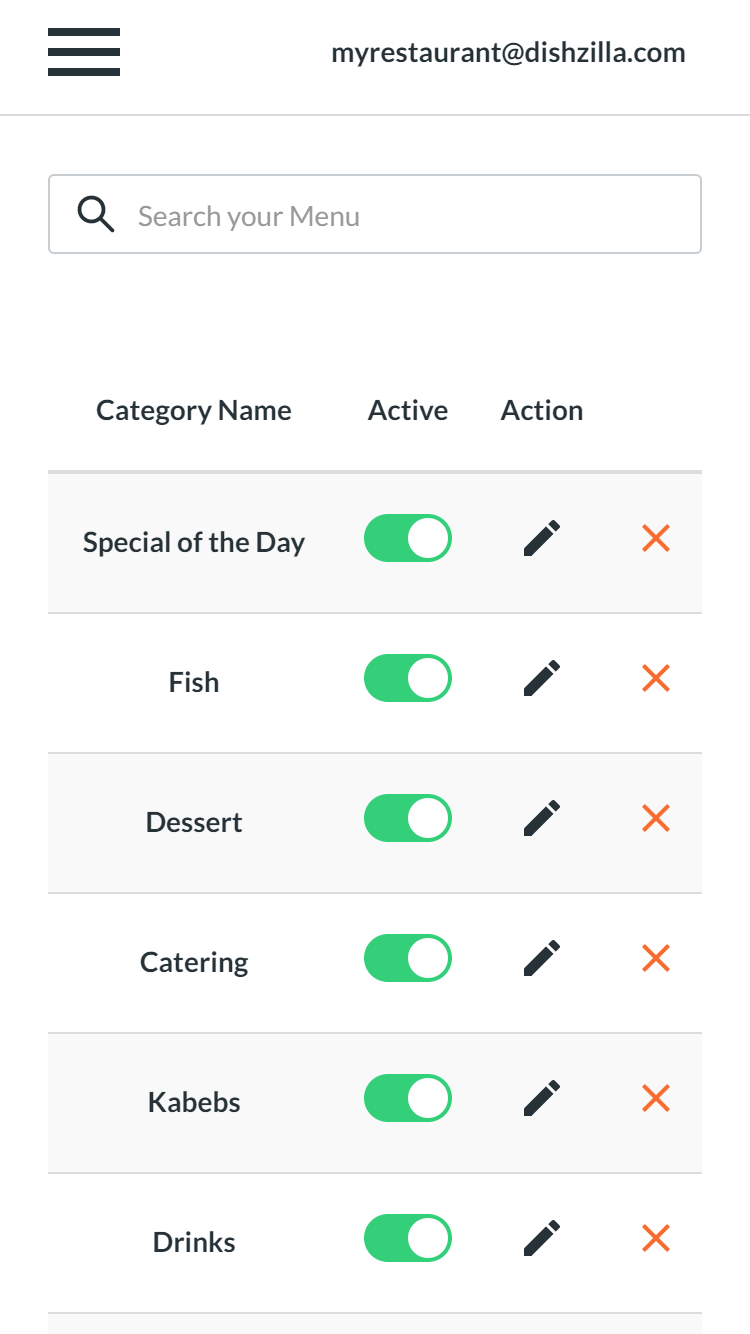 myrestaurant@dishzilla.com
Search your Menu
Category Name Active Action
Special of the Day
Fish
Dessert
Catering
Kabebs
Drinks